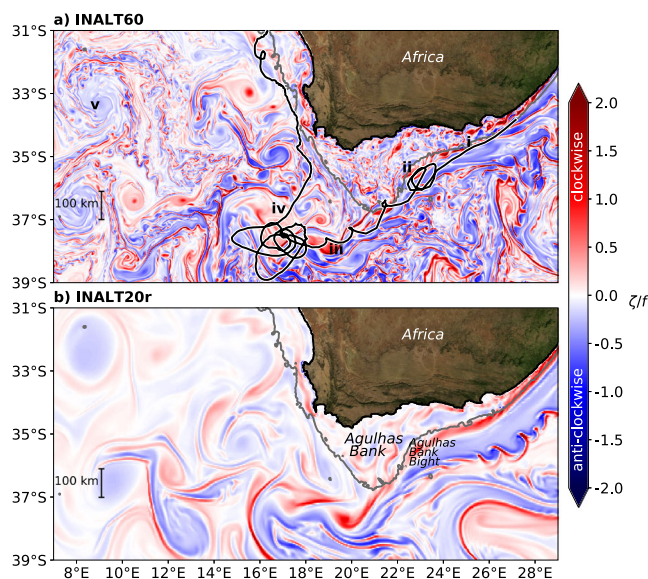 a) INALT60
31°S
33°S
35°S
37°S
39°S
Africa
v
i
ii
iii
iv
100 km
b) INALT20r
31°S
33°S
35°S
37°S
39°S
Africa
Agulhas
Bank
Agulhas
Bank
Bight
100 km
8°E 10°E 12°E 14°E 16°E 18°E 20°E 22°E 24°E 26°E 28°E
2.0
1.5
1.0
0.5
0.0
-0.5
-1.0
-1.5
-2.0
clockwise
anti-clockwise
ζ/f